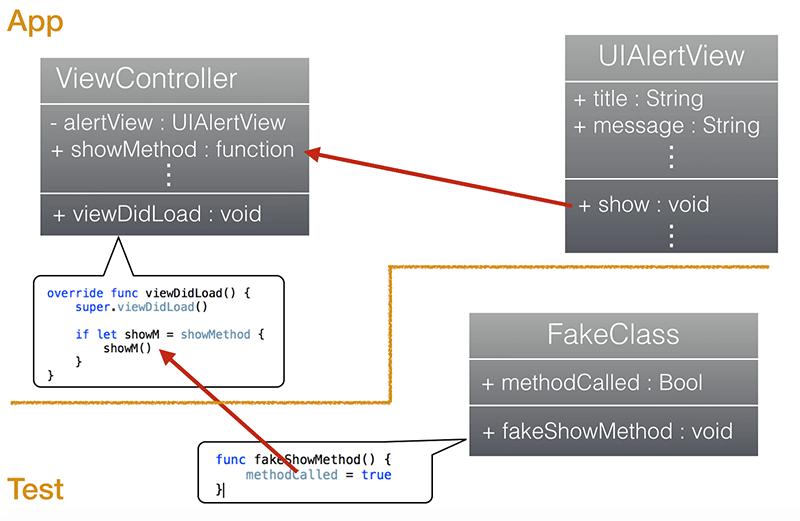 App
ViewController
- alertView : UIAlertView
+ showMethod : function
⋮
+ viewDidLoad : void
UIAlertView
+ title : String
+ message : String
⋮
+ show : void
⋮
override func viewDidLoad() {
super.viewDidLoad()
if let showM = showMethod {
showM()
}
}
FakeClass
+ methodCalled : Bool
+ fakeShowMethod : void
func fakeShowMethod() {
methodCalled = true
}
Test